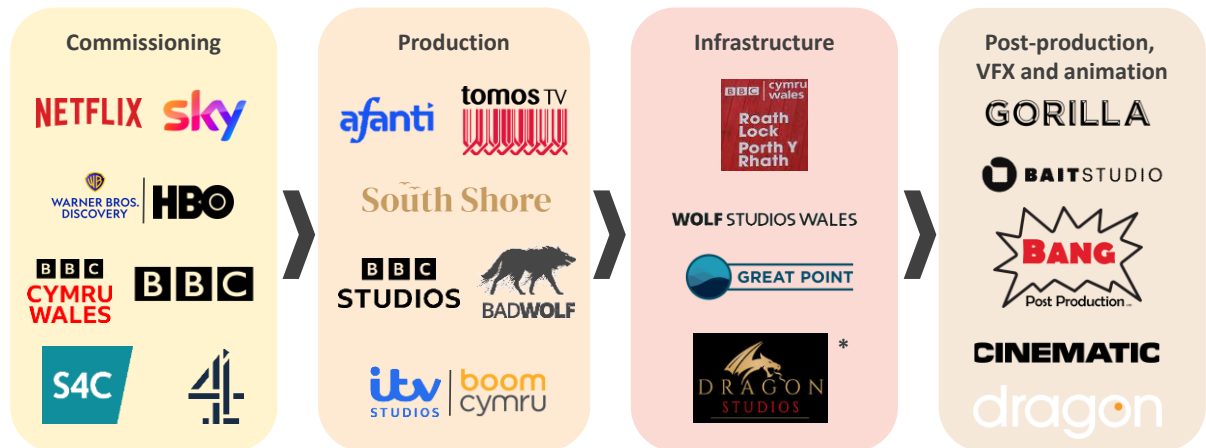 Commissioning
NETFLIX
sky
WARNER BROS.
DISCOVERY
HBO
BBC
CYMRU
WALES
BBC
S4C
4
Production
afanti
tomos TV
South Shore
BBC
STUDIOS
BADWOLF
itv
STUDIOS
boom
cymru
Infrastructure
BBC cymru
wales
Roath
Lock
Porth Y
Rhath
WOLF STUDIOS WALES
GREAT POINT
DRAGON
STUDIOS
*
Post-production,
VFX and animation
GORILLA
BAITSTUDIO
BANG
Post Production
CINEMATIC
dragon